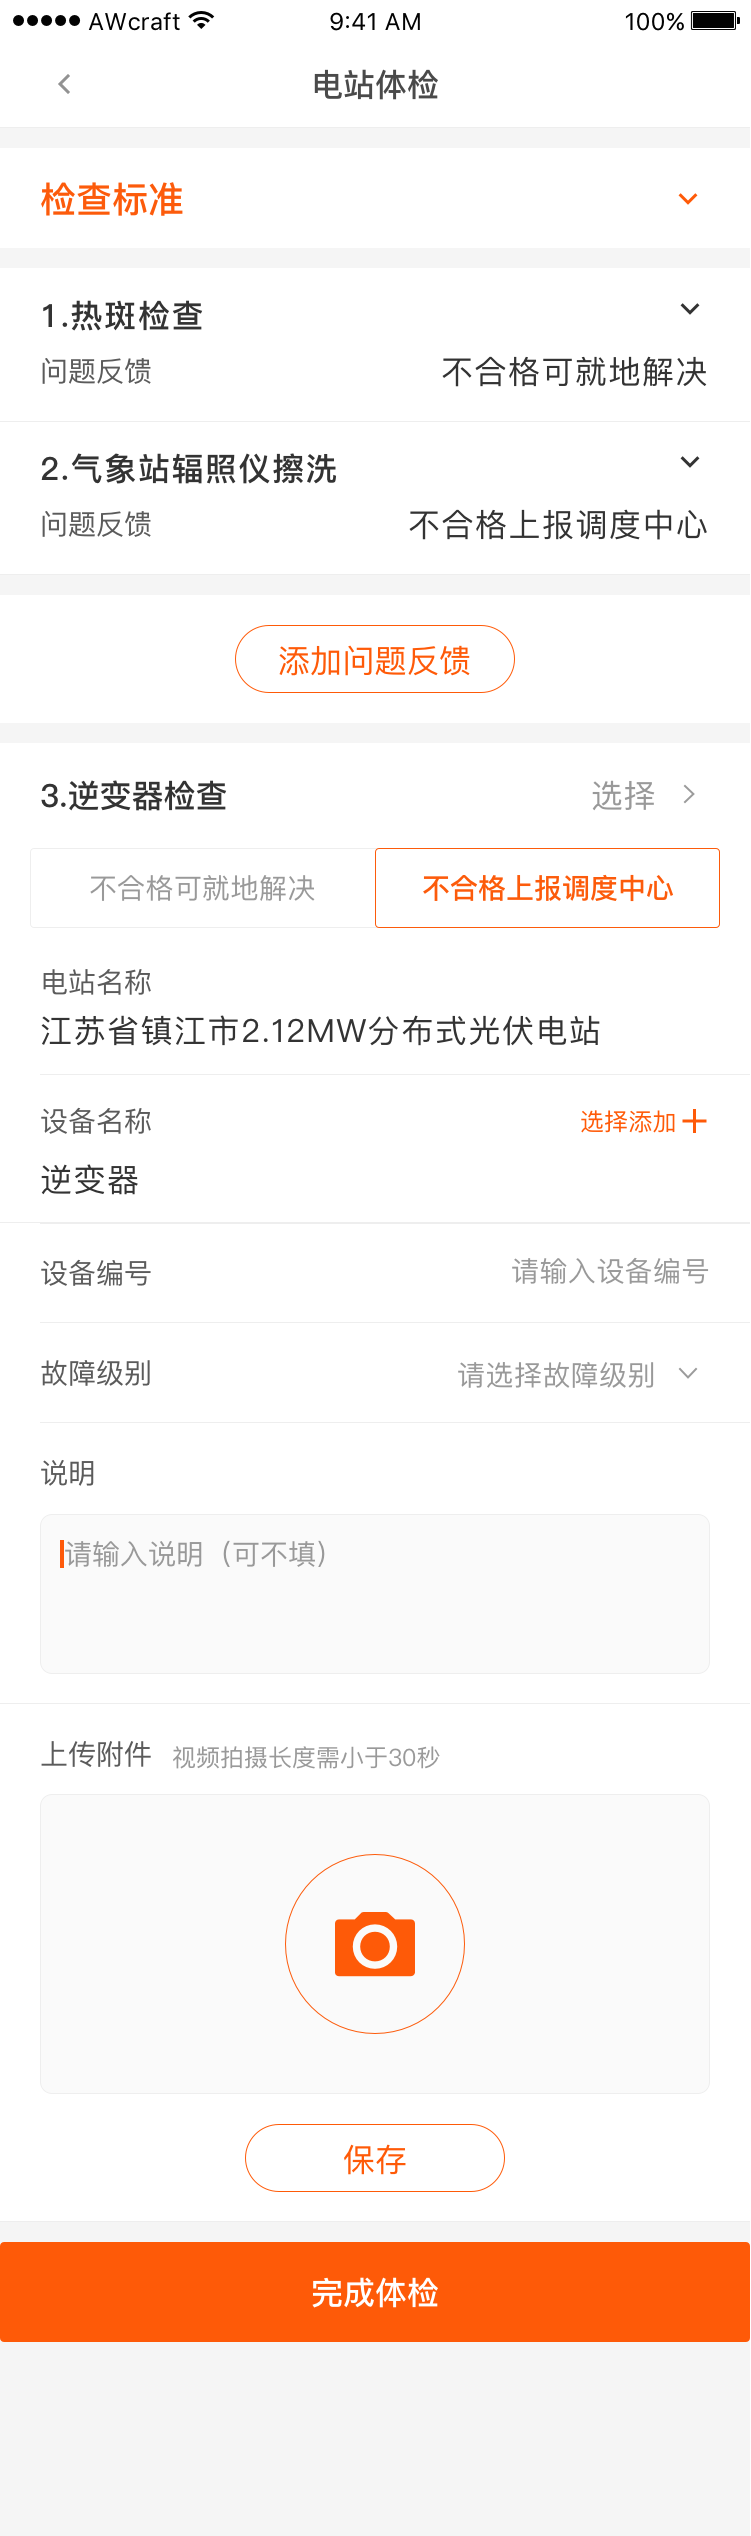 AWcraft 9:41 AM 100%
电站体检
检查标准
1.热斑检查
问题反馈 不合格可就地解决
2.气象站辐照仪擦洗
问题反馈 不合格上报调度中心
添加问题反馈
3.逆变器检查 选择
不合格可就地解决 不合格上报调度中心
电站名称
江苏省镇江市2.12MW分布式光伏电站
设备名称 选择添加
逆变器
设备编号 请输入设备编号
故障级别 请选择故障级别
说明
请输入说明（可不填）
上传附件 视频拍摄长度需小于30秒
保存
完成体检